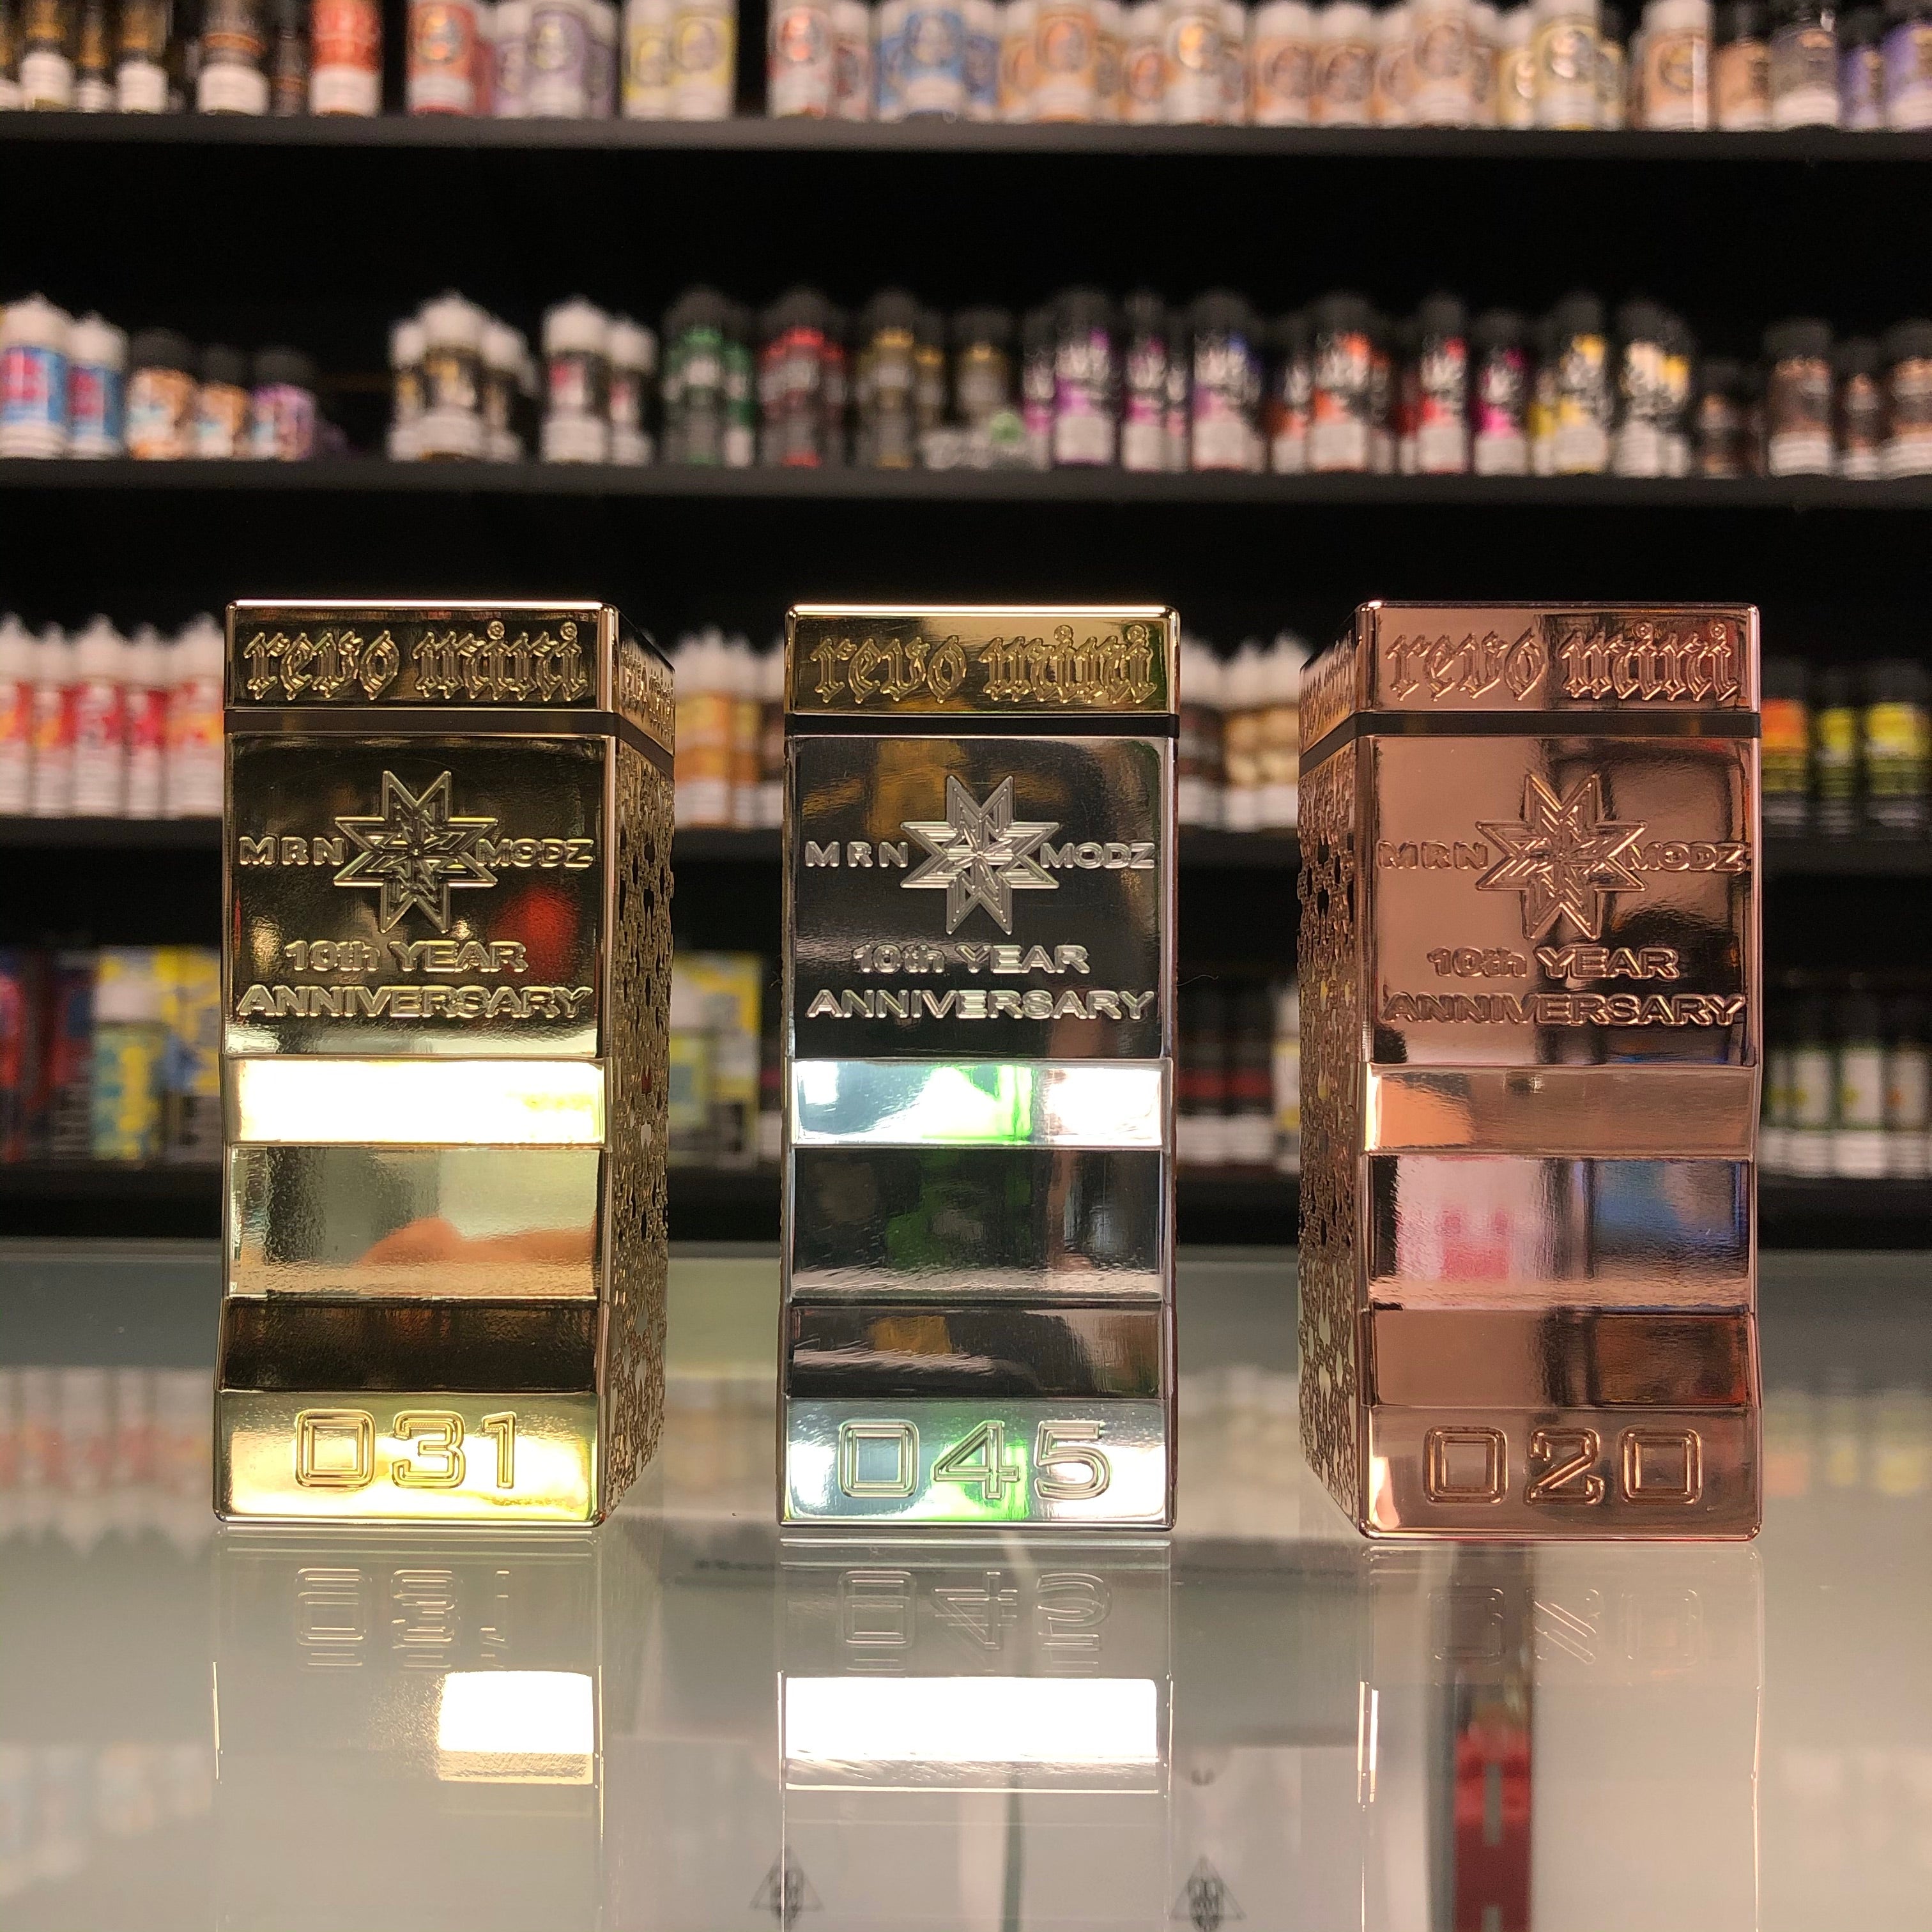 revo mini
MRN MODZ
10th YEAR
ANNIVERSARY
031
revo mini
MRN MODZ
10th YEAR
ANNIVERSARY
045
revo mini
MRN MODZ
10th YEAR
ANNIVERSARY
020